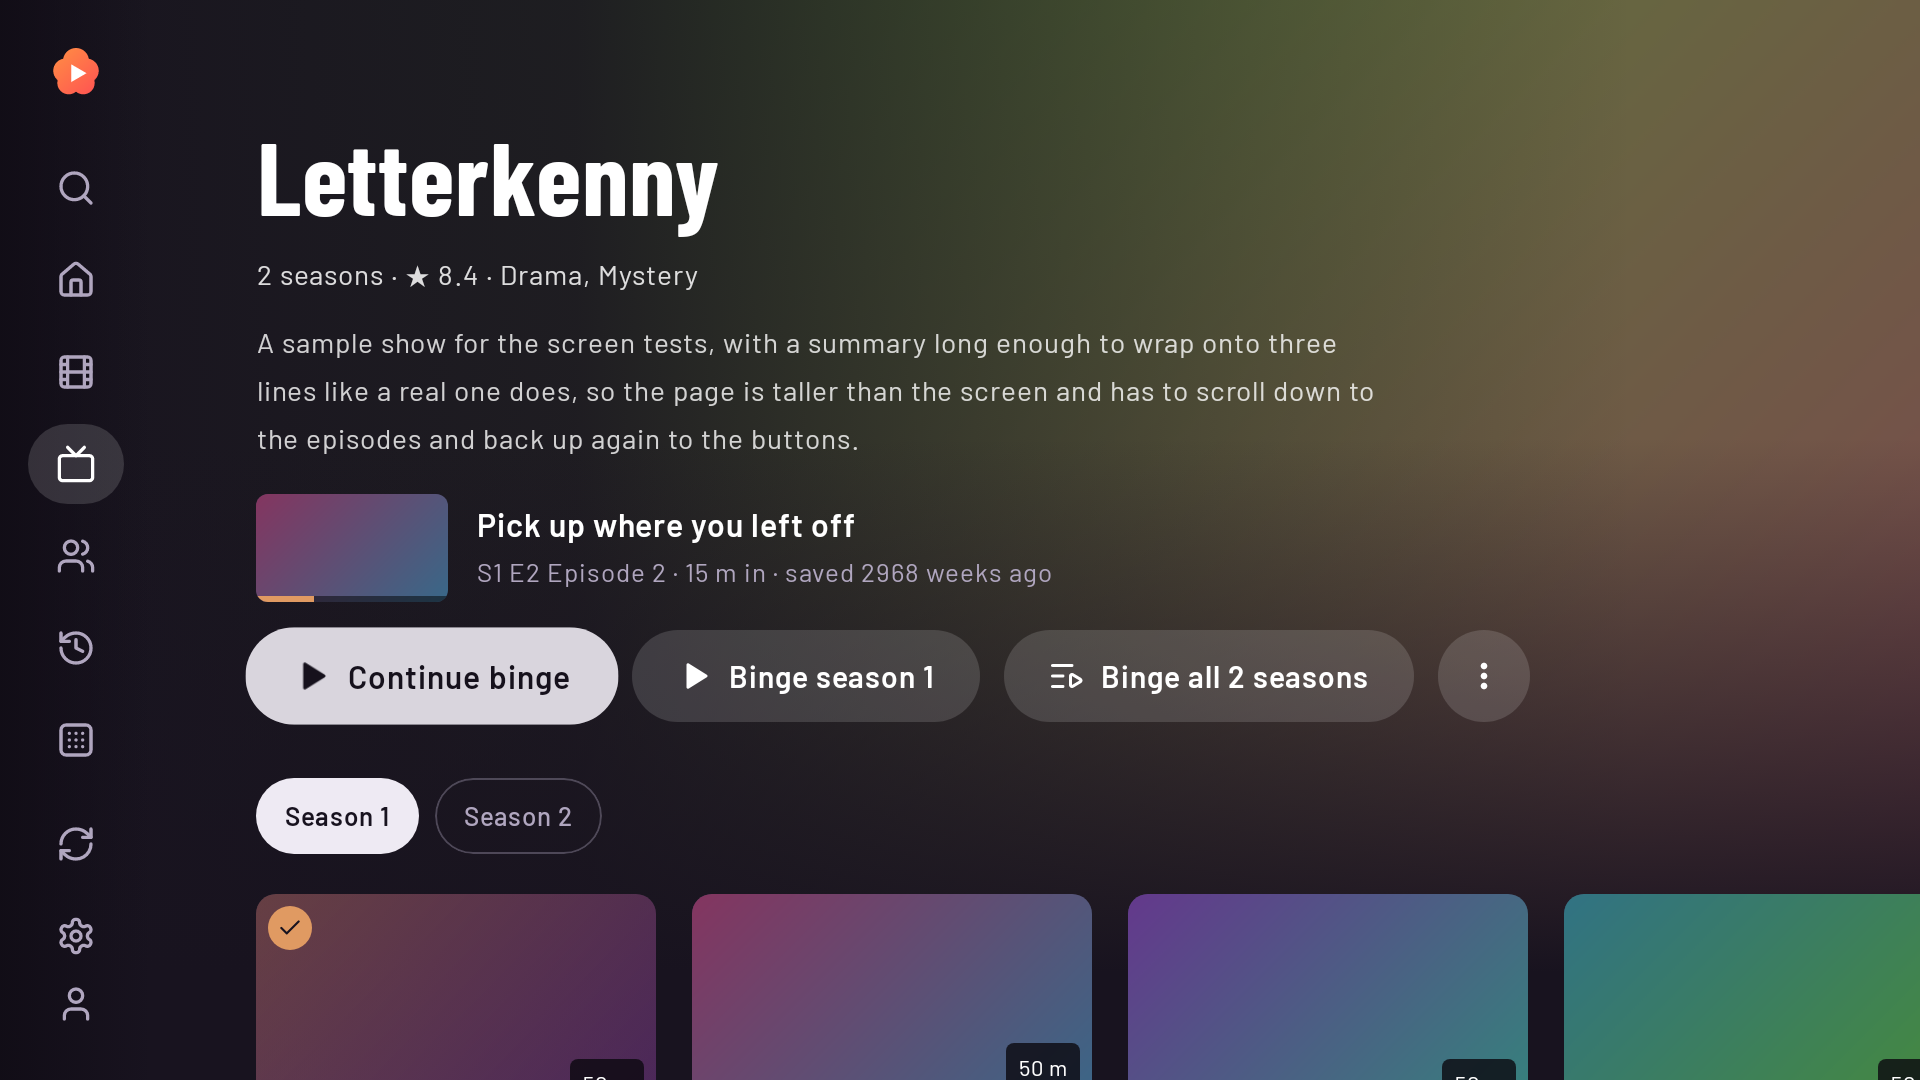 Letterkenny
2 seasons · ★ 8.4 · Drama, Mystery
A sample show for the screen tests, with a summary long enough to wrap onto three
lines like a real one does, so the page is taller than the screen and has to scroll down to
the episodes and back up again to the buttons.
Pick up where you left off
S1 E2 Episode 2 · 15 m in · saved 2968 weeks ago
Continue binge
Binge season 1
Binge all 2 seasons
Season 1
Season 2
50 m